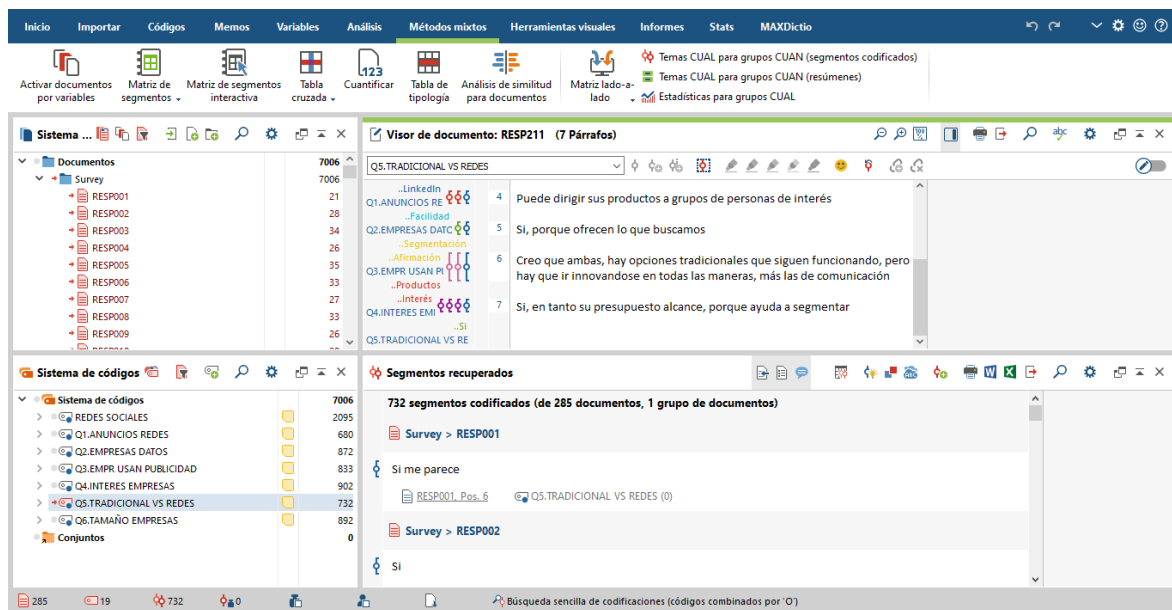 Inicio Importar Códigos Memos Variables Análisis Métodos mixtos Herramientas visuales Informes Stats MAXDictio
Activar documentos por variables
Matriz de segmentos
Matriz de segmentos interactiva
Tabla cruzada
123
Cuantificar
Tabla de tipología
Análisis de similitud para documentos
Matriz lado-a-lado
Temas CUAL para grupos CUAN (segmentos codificados)
Temas CUAL para grupos CUAN (resúmenes)
Estadísticas para grupos CUAL
Sistema ...
Documentos 7006
Survey 7006
RESP001 21
RESP002 28
RESP003 34
RESP004 26
RESP005 35
RESP006 33
RESP007 27
RESP008 33
RESP009 26
Visor de documento: RESP211 (7 Párrafos)
abc
Q5.TRADICIONAL VS REDES
..LinkedIn
Q1.ANUNCIOS RE
..Facilidad
Q2.EMPRESAS DATC
..Segmentación
..Afirmación
Q3.EMPR USAN PI
..Productos
..Interés
Q4.INTERES EMI
..Si
Q5.TRADICIONAL VS RE
4 Puede dirigir sus productos a grupos de personas de interés
5 Si, porque ofrecen lo que buscamos
6 Creo que ambas, hay opciones tradicionales que siguen funcionando, pero
hay que ir innovandose en todas las maneras, más las de comunicación
7 Si, en tanto su presupuesto alcance, porque ayuda a segmentar
Sistema de códigos
Sistema de códigos 7006
REDES SOCIALES 2095
Q1.ANUNCIOS REDES 680
Q2.EMPRESAS DATOS 872
Q3.EMPR USAN PUBLICIDAD 833
Q4.INTERES EMPRESAS 902
Q5.TRADICIONAL VS REDES 732
Q6.TAMAÑO EMPRESAS 892
Conjuntos 0
Segmentos recuperados
732 segmentos codificados (de 285 documentos, 1 grupo de documentos)
Survey > RESP001
Si me parece
RESP001, Pos. 6 Q5.TRADICIONAL VS REDES (0)
Survey > RESP002
Si
285 19 732 0 Búsqueda sencilla de codificaciones (códigos combinados por 'O')